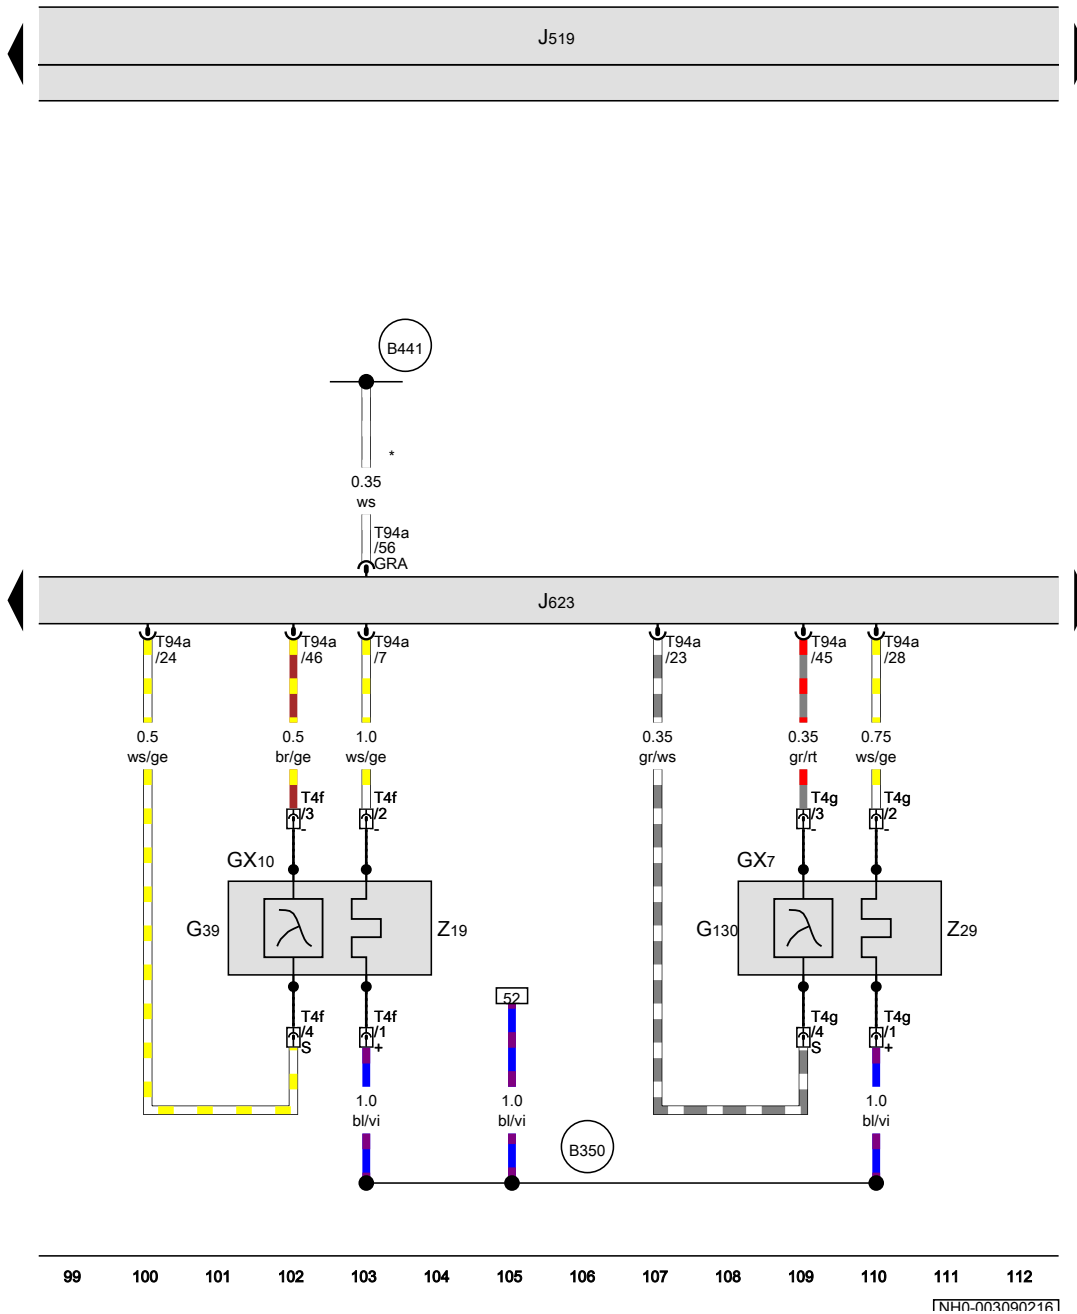 J519
B441
*
0.35
ws
T94a
/56
GRA
J623
T94a
/24
T94a
/46
T94a
/7
T94a
/23
T94a
/45
T94a
/28
0.5
ws/ge
0.5
br/ge
1.0
ws/ge
0.35
gr/ws
0.35
gr/rt
0.75
ws/ge
T4f
/3
-
T4f
/2
-
T4g
/3
-
T4g
/2
-
GX10
GX7
G39
Z19
G130
Z29
52
T4f
/4
S
T4f
/1
+
T4g
/4
S
T4g
/1
+
1.0
bl/vi
1.0
bl/vi
1.0
bl/vi
B350
99 100 101 102 103 104 105 106 107 108 109 110 111 112
NH0-003090216